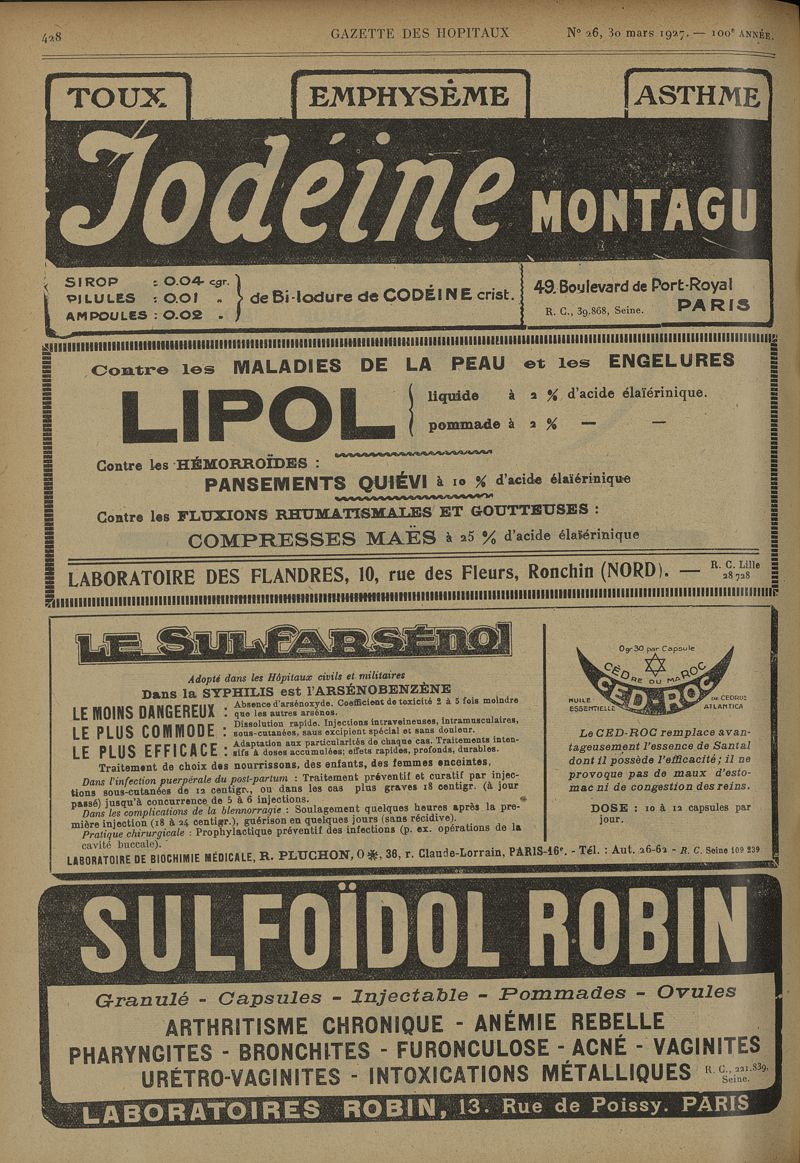 428
GAZETTE DES HOPITAUX
N° 26, 30 mars 1927. — 100e ANNÉE.
TOUX
EMPHYSÈME
ASTHME
Iodéine MONTAGU
SIROP : 0.04 cgr.
PILULES : 0.01 „
AMPOULES : 0.02 „
de Bi-Iodure de CODÉINE crist.
49, Boulevard de Port-Royal
R. C., 39.868, Seine. PARIS
Contre les MALADIES DE LA PEAU et les ENGELURES
LIPOL
liquide à 2 % d'acide élaïérinique.
pommade à 2 % — —
Contre les HÉMORROÏDES :
PANSEMENTS QUIÉVI à 10 % d'acide élaïérinique
Contre les FLUXIONS RHUMATISMALES ET GOUTTEUSES :
COMPRESSES MAËS à 25 % d'acide élaïérinique
LABORATOIRE DES FLANDRES, 10, rue des Fleurs, Ronchin (NORD). — R. C. Lille 28 728
LE SULFARSÉNOL
Adopté dans les Hôpitaux civils et militaires
Dans la SYPHILIS est l'ARSÉNOBENZÈNE
LE MOINS DANGEREUX : Absence d'arsénoxyde. Coefficient de toxicité 2 à 5 fois moindre
que les autres arsénos.
LE PLUS COMMODE : Dissolution rapide. Injections intraveineuses, intramusculaires,
sous-cutanées, sans excipient spécial et sans douleur.
LE PLUS EFFICACE : Adaptation aux particularités de chaque cas. Traitements inten-
sifs à doses accumulées; effets rapides, profonds, durables.
Traitement de choix des nourrissons, des enfants, des femmes enceintes.
Dans l'infection puerpérale du post-partum : Traitement préventif et curatif par injec-
tions sous-cutanées de 12 centigr., ou dans les cas plus graves 18 centigr. (à jour
passé) jusqu'à concurrence de 5 à 6 injections.
Dans les complications de la blennorragie : Soulagement quelques heures après la pre-
mière injection (18 à 24 centigr.), guérison en quelques jours (sans récidive).
Pratique chirurgicale : Prophylactique préventif des infections (p. ex. opérations de la
cavité buccale).
0gr30 par Capsule
CÈDRE DU MAROC
CED-ROC
HUILE
ESSENTIELLE
DE CEDRUS
ATLANTICA
Le CED-ROC remplace avan-
tageusement l'essence de Santal
dont il possède l'efficacité; il ne
provoque pas de maux d'esto-
mac ni de congestion des reins.
DOSE : 10 à 12 capsules par
jour.
LABORATOIRE DE BIOCHIMIE MÉDICALE, R. PLUCHON, O ✻, 36, r. Claude-Lorrain, PARIS-16e. - Tél. : Aut. 26-62 - R. C. Seine 109 239
SULFOÏDOL ROBIN
Granulé - Capsules - Injectable - Pommades - Ovules
ARTHRITISME CHRONIQUE - ANÉMIE REBELLE
PHARYNGITES - BRONCHITES - FURONCULOSE - ACNÉ - VAGINITES
URÉTRO-VAGINITES - INTOXICATIONS MÉTALLIQUES R. C., 221.839, Seine.
LABORATOIRES ROBIN, 13, Rue de Poissy. PARIS